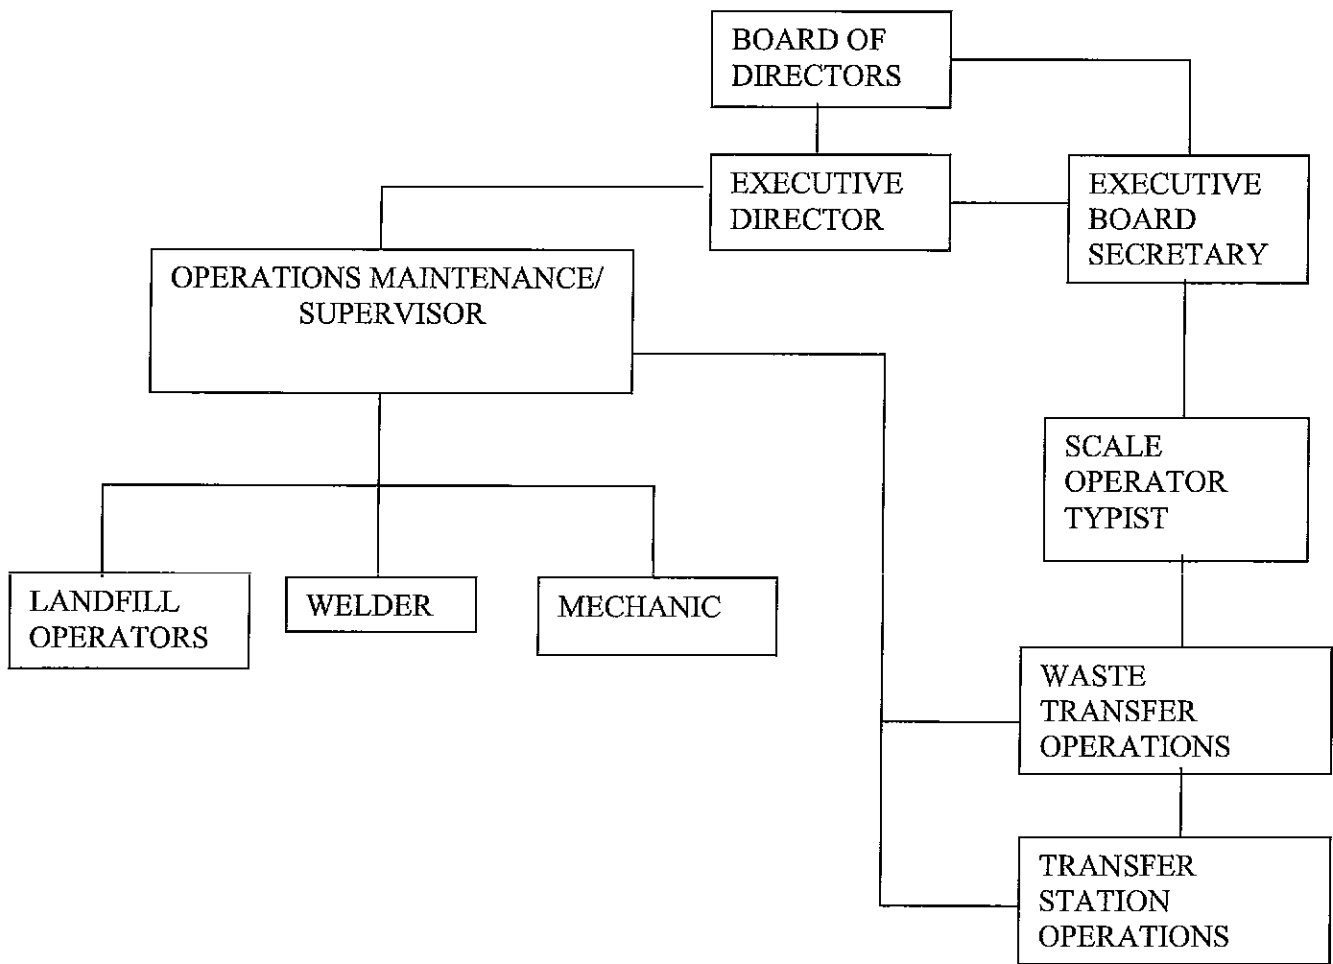 BOARD OF
DIRECTORS
EXECUTIVE
DIRECTOR
EXECUTIVE
BOARD
SECRETARY
OPERATIONS MAINTENANCE/
SUPERVISOR
SCALE
OPERATOR
TYPIST
LANDFILL
OPERATORS
WELDER
MECHANIC
WASTE
TRANSFER
OPERATIONS
TRANSFER
STATION
OPERATIONS